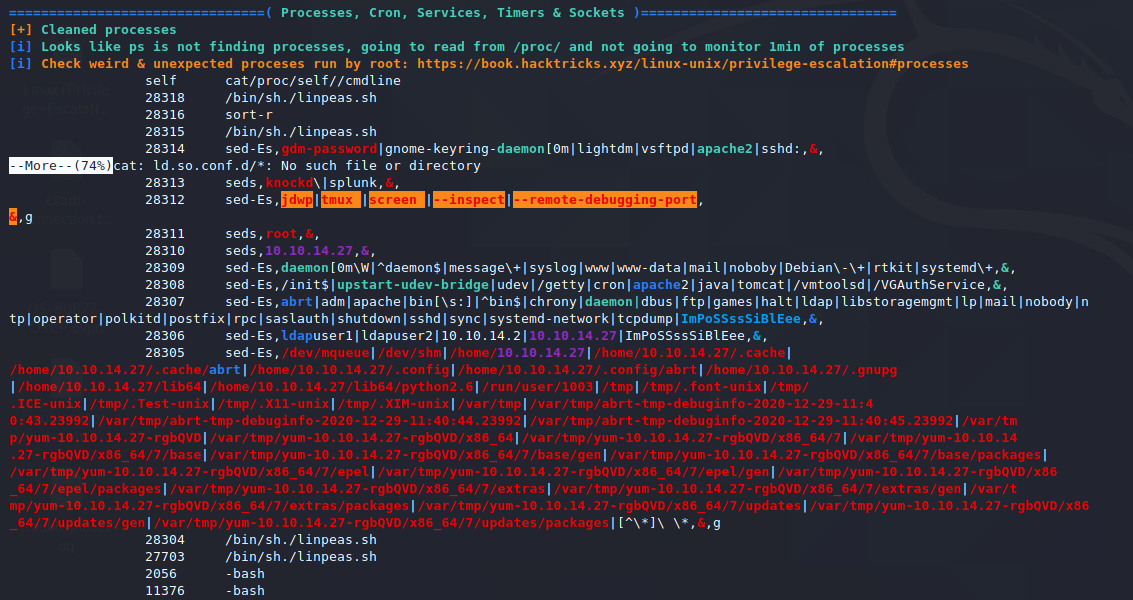 ================================( Processes, Cron, Services, Timers & Sockets )================================
[+] Cleaned processes
[i] Looks like ps is not finding processes, going to read from /proc/ and not going to monitor 1min of processes
[i] Check weird & unexpected proceses run by root: https://book.hacktricks.xyz/linux-unix/privilege-escalation#processes
self cat/proc/self//cmdline
28318 /bin/sh./linpeas.sh
28316 sort-r
28315 /bin/sh./linpeas.sh
28314 sed-Es,gdm-password|gnome-keyring-daemon[0m|lightdm|vsftpd|apache2|sshd:,&,
--More--(74%)cat: ld.so.conf.d/*: No such file or directory
28313 seds,knockd\|splunk,&,
28312 sed-Es,jdwp|tmux |screen |--inspect|--remote-debugging-port,
&,g
28311 seds,root,&,
28310 seds,10.10.14.27,&,
28309 sed-Es,daemon[0m\W|^daemon$|message\+|syslog|www|www-data|mail|noboby|Debian\-\+|rtkit|systemd\+,&,
28308 sed-Es,/init$|upstart-udev-bridge|udev|/getty|cron|apache2|java|tomcat|/vmtoolsd|/VGAuthService,&,
28307 sed-Es,abrt|adm|apache|bin[\s:]|^bin$|chrony|daemon|dbus|ftp|games|halt|ldap|libstoragemgmt|lp|mail|nobody|n
tp|operator|polkitd|postfix|rpc|saslauth|shutdown|sshd|sync|systemd-network|tcpdump|ImPoSSssSiBlEee,&,
28306 sed-Es,ldapuser1|ldapuser2|10.10.14.2|10.10.14.27|ImPoSSssSiBlEee,&,
28305 sed-Es,/dev/mqueue|/dev/shm|/home/10.10.14.27|/home/10.10.14.27/.cache|
/home/10.10.14.27/.cache/abrt|/home/10.10.14.27/.config|/home/10.10.14.27/.config/abrt|/home/10.10.14.27/.gnupg
|/home/10.10.14.27/lib64|/home/10.10.14.27/lib64/python2.6|/run/user/1003|/tmp|/tmp/.font-unix|/tmp/
.ICE-unix|/tmp/.Test-unix|/tmp/.X11-unix|/tmp/.XIM-unix|/var/tmp|/var/tmp/abrt-tmp-debuginfo-2020-12-29-11:4
0:43.23992|/var/tmp/abrt-tmp-debuginfo-2020-12-29-11:40:44.23992|/var/tmp/abrt-tmp-debuginfo-2020-12-29-11:40:45.23992|/var/tm
p/yum-10.10.14.27-rgbQVD|/var/tmp/yum-10.10.14.27-rgbQVD/x86_64|/var/tmp/yum-10.10.14.27-rgbQVD/x86_64/7|/var/tmp/yum-10.10.14
.27-rgbQVD/x86_64/7/base|/var/tmp/yum-10.10.14.27-rgbQVD/x86_64/7/base/gen|/var/tmp/yum-10.10.14.27-rgbQVD/x86_64/7/base/packages|
/var/tmp/yum-10.10.14.27-rgbQVD/x86_64/7/epel|/var/tmp/yum-10.10.14.27-rgbQVD/x86_64/7/epel/gen|/var/tmp/yum-10.10.14.27-rgbQVD/x86
_64/7/epel/packages|/var/tmp/yum-10.10.14.27-rgbQVD/x86_64/7/extras|/var/tmp/yum-10.10.14.27-rgbQVD/x86_64/7/extras/gen|/var/t
mp/yum-10.10.14.27-rgbQVD/x86_64/7/extras/packages|/var/tmp/yum-10.10.14.27-rgbQVD/x86_64/7/updates|/var/tmp/yum-10.10.14.27-rgbQVD/x86
_64/7/updates/gen|/var/tmp/yum-10.10.14.27-rgbQVD/x86_64/7/updates/packages|[^\*]\ \*,&,g
28304 /bin/sh./linpeas.sh
27703 /bin/sh./linpeas.sh
2056 -bash
11376 -bash